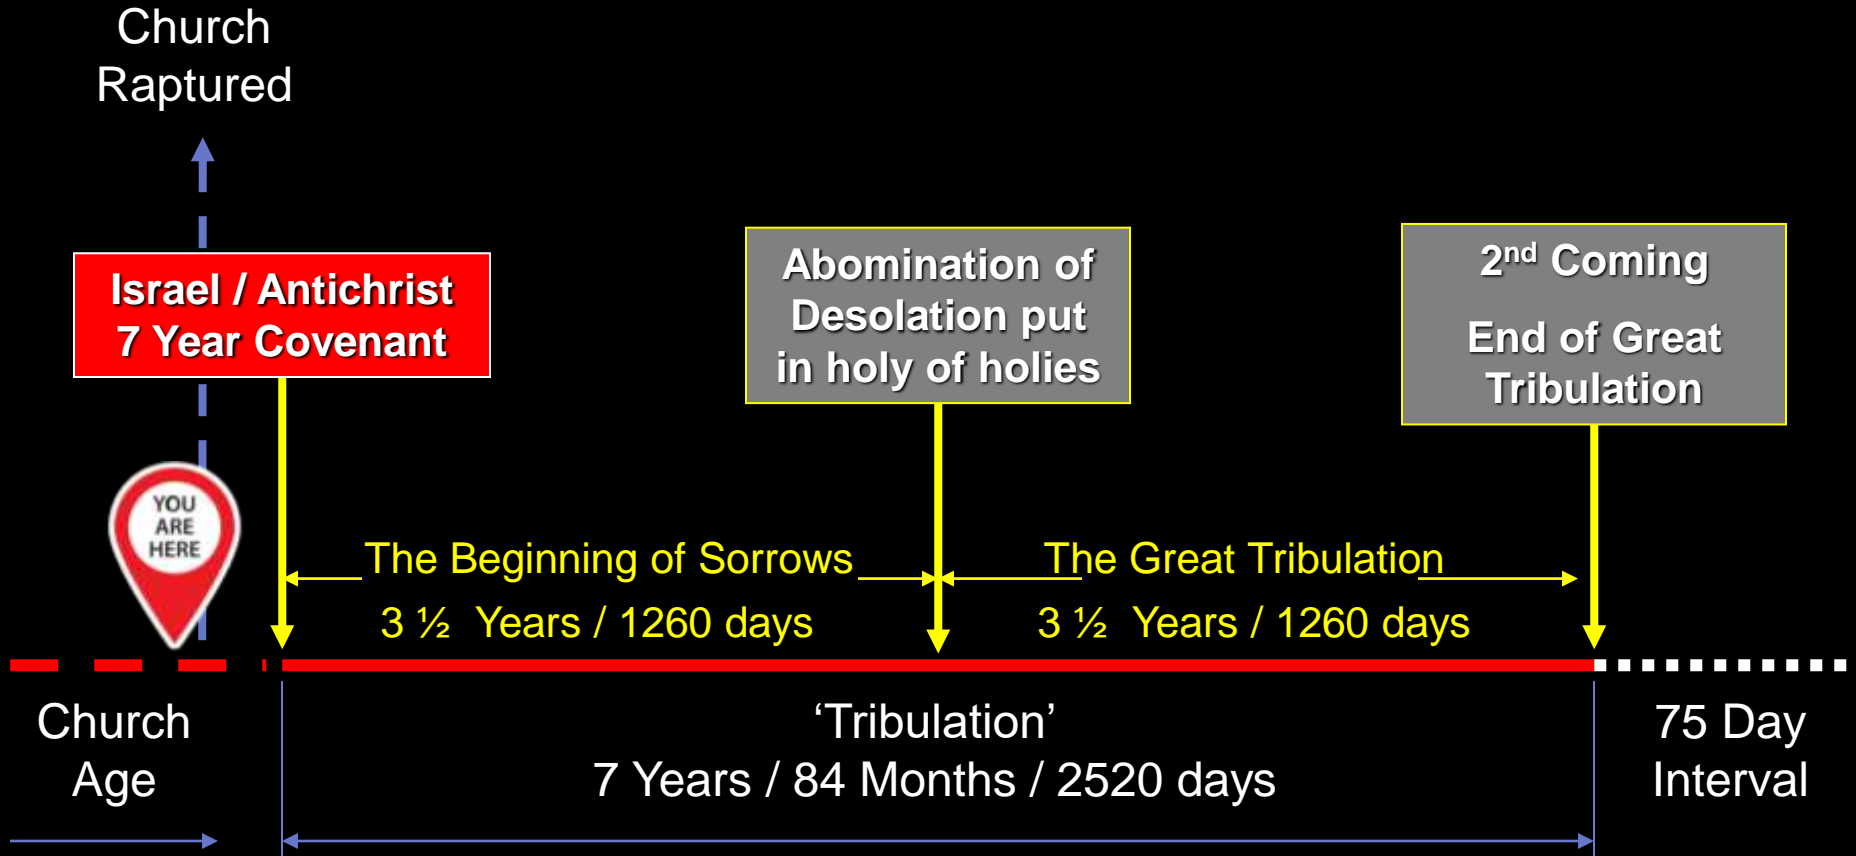 Church
Raptured
Israel / Antichrist
7 Year Covenant
Abomination of
Desolation put
in holy of holies
2nd Coming
End of Great
Tribulation
YOU
ARE
HERE
The Beginning of Sorrows
3 ½ Years / 1260 days
The Great Tribulation
3 ½ Years / 1260 days
Church
Age
‘Tribulation’
7 Years / 84 Months / 2520 days
75 Day
Interval